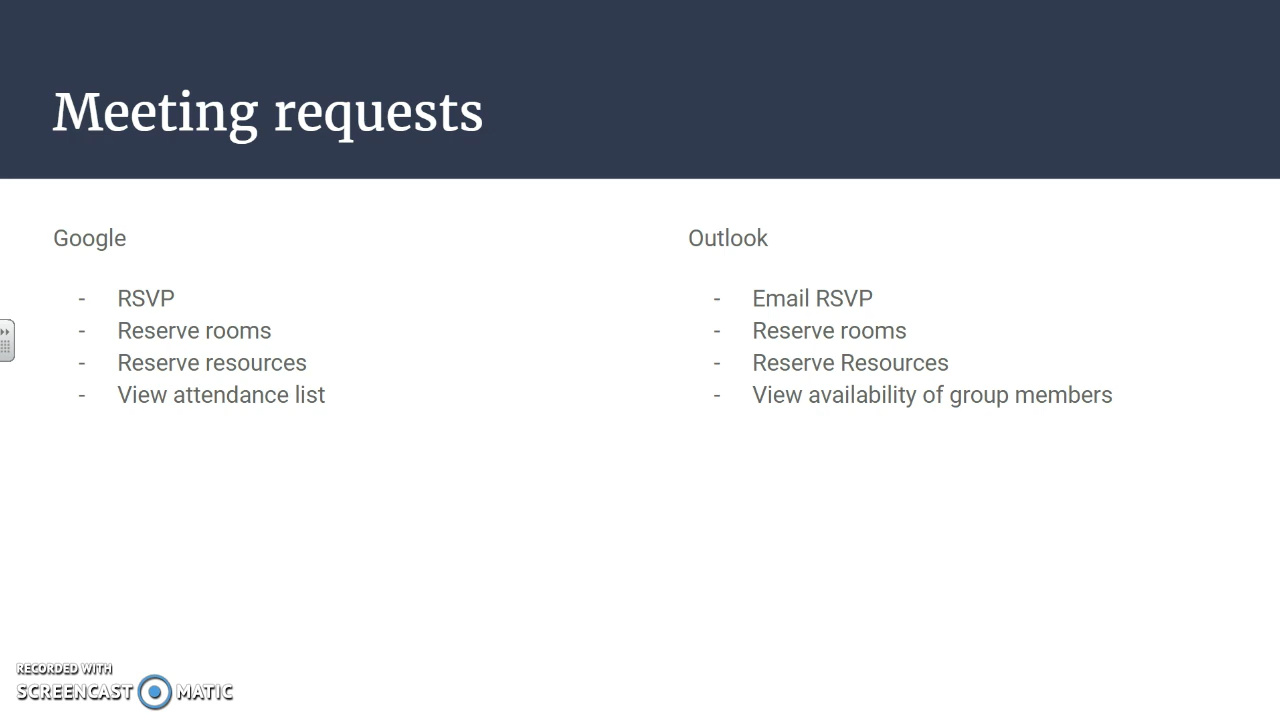 Meeting requests
Google
- RSVP
- Reserve rooms
- Reserve resources
- View attendance list
Outlook
- Email RSVP
- Reserve rooms
- Reserve Resources
- View availability of group members
RECORDED WITH
SCREENCAST MATIC